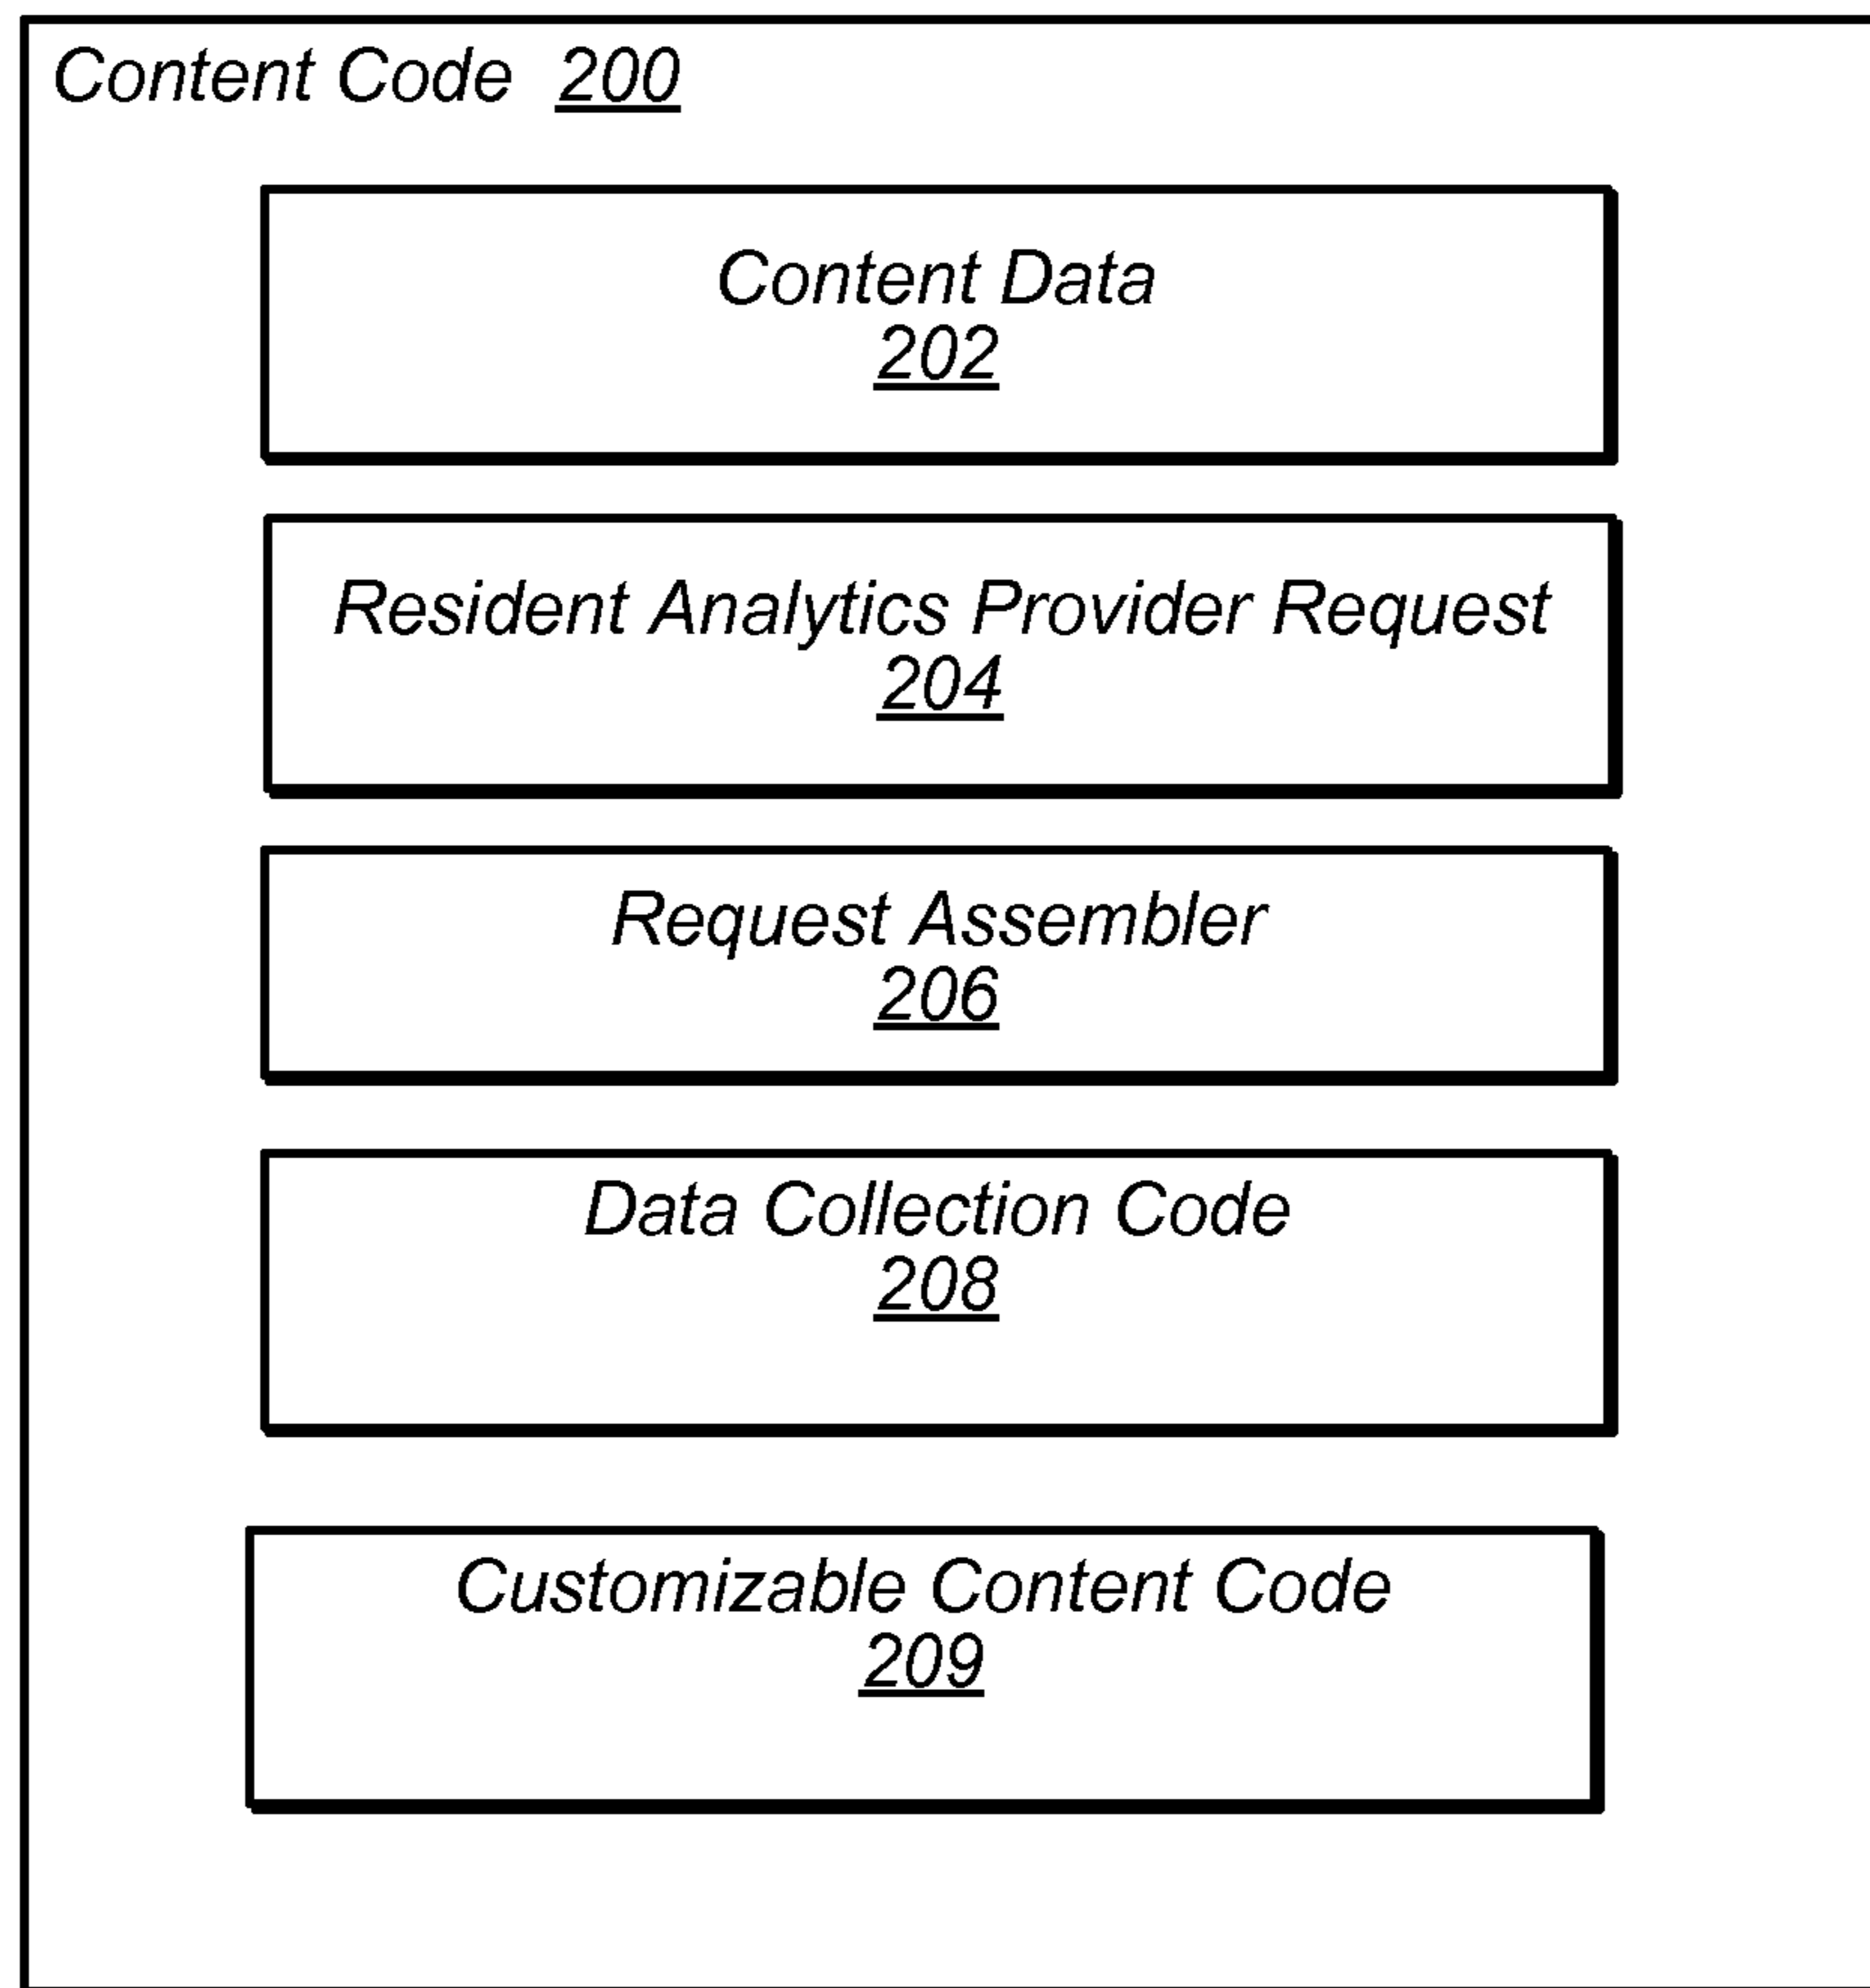 Content Code 200
Content Data
202
Resident Analytics Provider Request
204
Request Assembler
206
Data Collection Code
208
Customizable Content Code
209